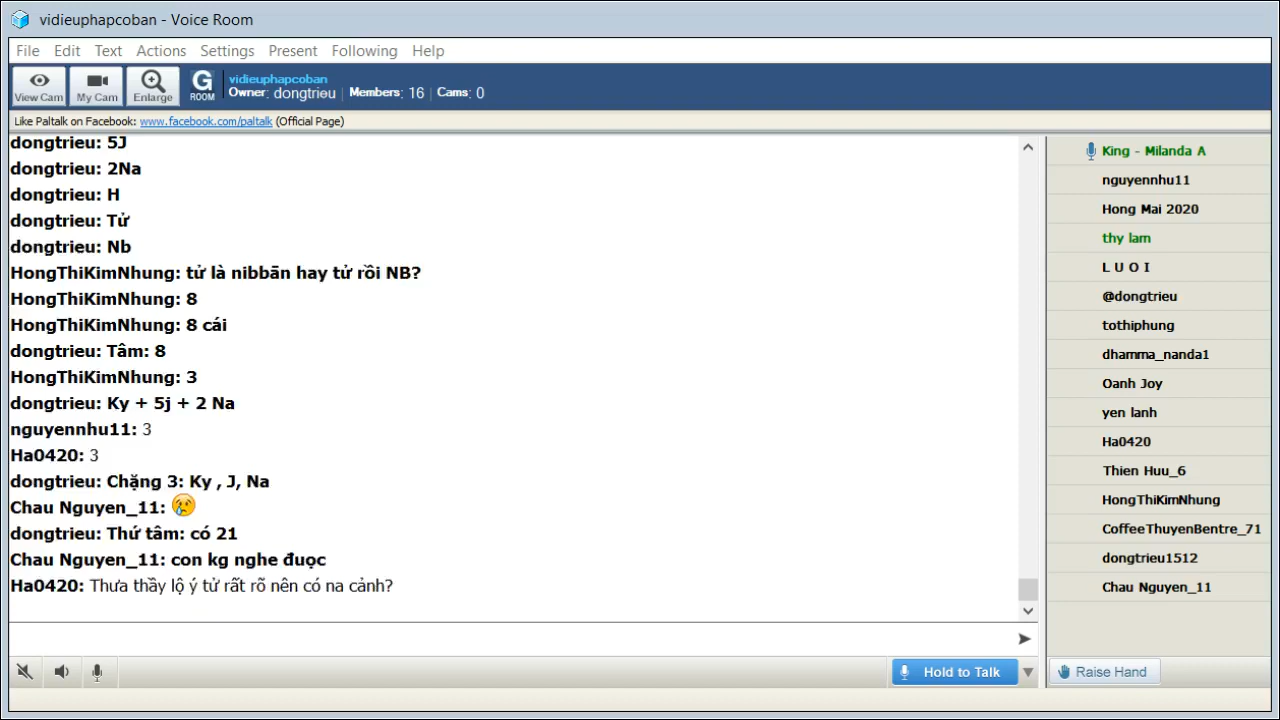 vidieuphapcoban - Voice Room
File Edit Text Actions Settings Present Following Help
View Cam My Cam Enlarge G ROOM
vidieuphapcoban
Owner: dongtrieu | Members: 16 | Cams: 0
Like Paltalk on Facebook: www.facebook.com/paltalk (Official Page)
dongtrieu: 5J
dongtrieu: 2Na
dongtrieu: H
dongtrieu: Tử
dongtrieu: Nb
HongThiKimNhung: tử là nibbān hay tử rồi NB?
HongThiKimNhung: 8
HongThiKimNhung: 8 cái
dongtrieu: Tâm: 8
HongThiKimNhung: 3
dongtrieu: Ky + 5j + 2 Na
nguyennhu11: 3
Ha0420: 3
dongtrieu: Chặng 3: Ky , J, Na
Chau Nguyen_11:
dongtrieu: Thứ tâm: có 21
Chau Nguyen_11: con kg nghe đuọc
Ha0420: Thưa thầy lộ ý tử rất rõ nên có na cảnh?
King - Milanda A
nguyennhu11
Hong Mai 2020
thy lam
L U O I
@dongtrieu
tothiphung
dhamma_nanda1
Oanh Joy
yen lanh
Ha0420
Thien Huu_6
HongThiKimNhung
CoffeeThuyenBentre_71
dongtrieu1512
Chau Nguyen_11
Hold to Talk
Raise Hand